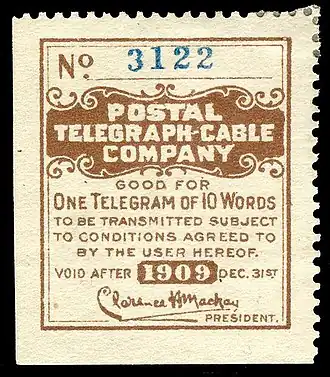 No. 3122
POSTAL
TELEGRAPH-CABLE
COMPANY
GOOD FOR
ONE TELEGRAM OF 10 WORDS
TO BE TRANSMITTED SUBJECT
TO CONDITIONS AGREED TO
BY THE USER HEREOF.
VOID AFTER 1909 DEC. 31ST
Clarence H Mackay
PRESIDENT.